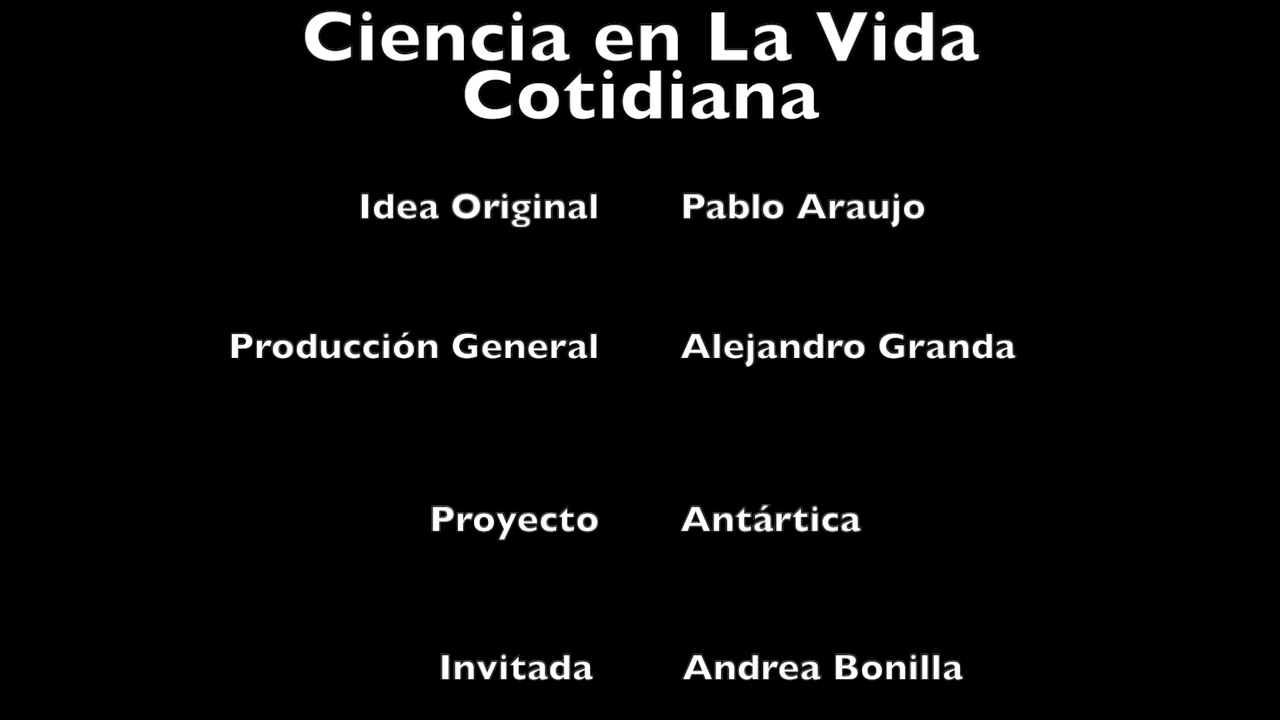 Ciencia en La Vida
Cotidiana
Idea Original Pablo Araujo
Producción General Alejandro Granda
Proyecto Antártica
Invitada Andrea Bonilla